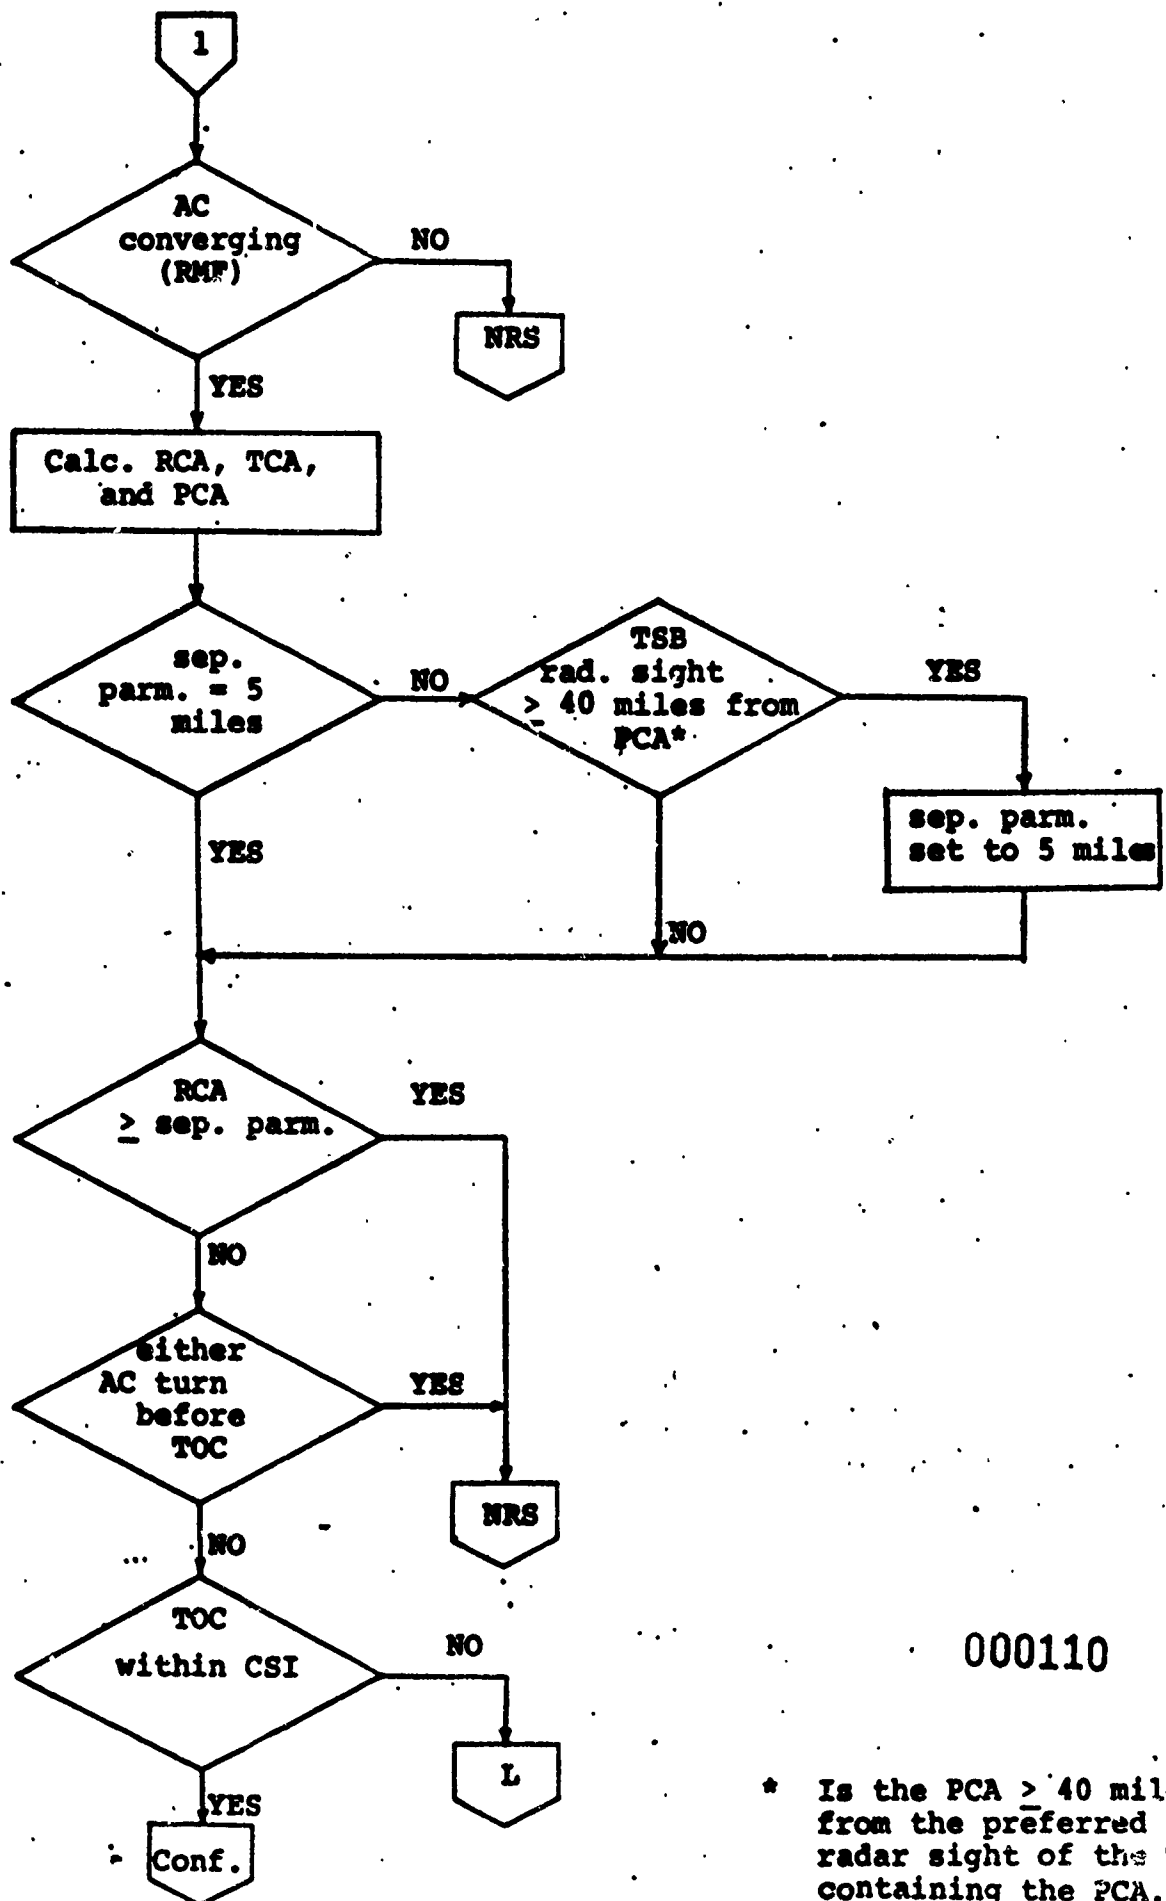 1
AC
converging
(RMF)
NO
NRS
YES
Calc. RCA, TCA,
and PCA
sep.
parm. = 5
miles
NO
TSB
rad. sight
≥ 40 miles from
PCA*
YES
sep. parm.
set to 5 miles
YES
NO
RCA
≥ sep. parm.
YES
NO
either
AC turn
before
TOC
YES
NRS
NO
TOC
within CSI
NO
L
YES
Conf.
000110
* Is the PCA ≥ 40 mil
from the preferred
radar sight of the
containing the PCA.